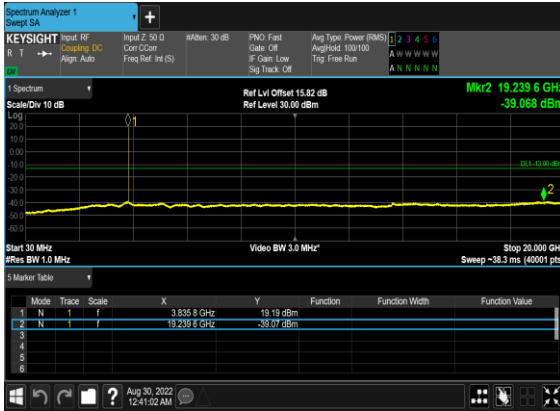 Spectrum Analyzer 1
Swept SA
+
KEYSIGHT Input: RF Input Z: 50 Ω #Atten: 30 dB PNO: Fast Avg Type: Power (RMS) 1 2 3 4 5 6
R T Coupling: DC Corr CCorr Gate: Off Avg|Hold: 100/100 A W W W W W
Align: Auto Freq Ref: Int (S) IF Gain: Low Trig: Free Run
Sig Track: Off A N N N N N
1 Spectrum Ref Lvl Offset 15.82 dB Mkr2 19.239 6 GHz
Scale/Div 10 dB Ref Level 30.00 dBm -39.068 dBm
Log
20.0
10.0
0.00
-10.0
-20.0
-30.0
-40.0
-50.0
-60.0
1
DL1 -13.00 dBm
2
Start 30 MHz Video BW 3.0 MHz* Stop 20.000 GHz
#Res BW 1.0 MHz Sweep ~38.3 ms (40001 pts)
5 Marker Table
Mode Trace Scale X Y Function Function Width Function Value
1 N 1 f 3.835 8 GHz 19.19 dBm
2 N 1 f 19.239 6 GHz -39.07 dBm
3
4
5
6
? Aug 30, 2022
12:41:02 AM